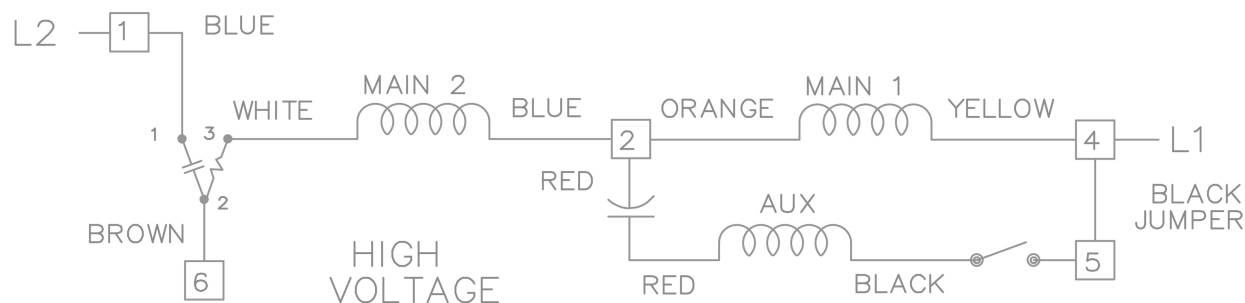 L2
1
BLUE
WHITE
MAIN 2
BLUE
ORANGE
MAIN 1
YELLOW
1
3
2
4
L1
2
RED
BLACK
JUMPER
AUX
BROWN
6
HIGH
VOLTAGE
RED
BLACK
5